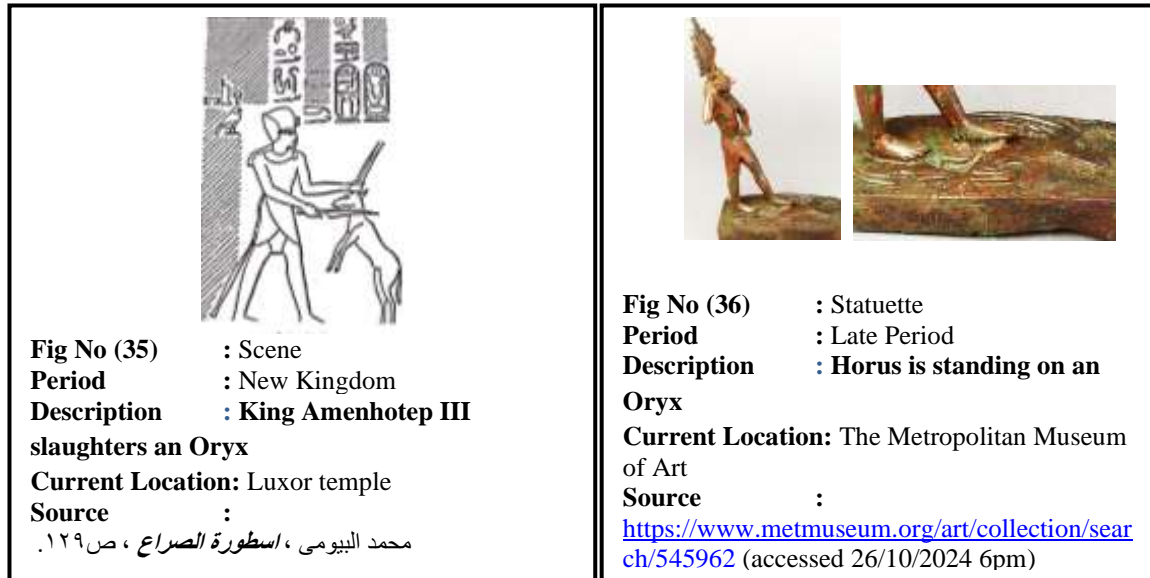 Fig No (35) : Scene
Period : New Kingdom
Description : King Amenhotep III
slaughters an Oryx
Current Location: Luxor temple
Source :
محمد البيومى ، اسطورة الصراع ، ص١٢٩.
Fig No (36) : Statuette
Period : Late Period
Description : Horus is standing on an
Oryx
Current Location: The Metropolitan Museum
of Art
Source :
https://www.metmuseum.org/art/collection/sear
ch/545962 (accessed 26/10/2024 6pm)